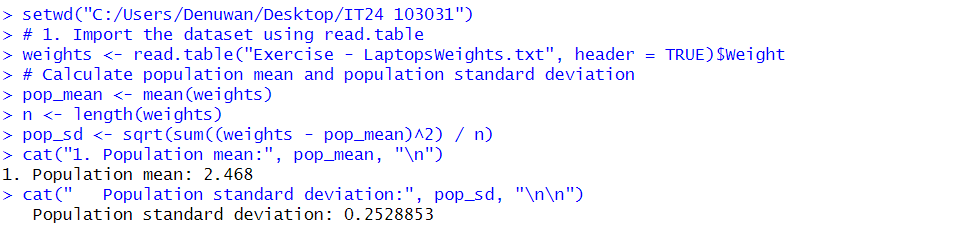 > setwd("C:/Users/Denuwan/Desktop/IT24 103031")
> # 1. Import the dataset using read.table
> weights <- read.table("Exercise - LaptopsWeights.txt", header = TRUE)$Weight
> # Calculate population mean and population standard deviation
> pop_mean <- mean(weights)
> n <- length(weights)
> pop_sd <- sqrt(sum((weights - pop_mean)^2) / n)
> cat("1. Population mean:", pop_mean, "\n")
1. Population mean: 2.468
> cat("   Population standard deviation:", pop_sd, "\n\n")
   Population standard deviation: 0.2528853